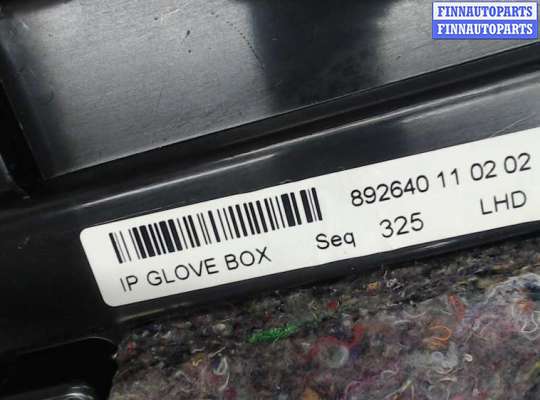 FINNAUTOPARTS
FINNAUTOPARTS
892640 11 02 02
IP GLOVE BOX Seq 325 LHD